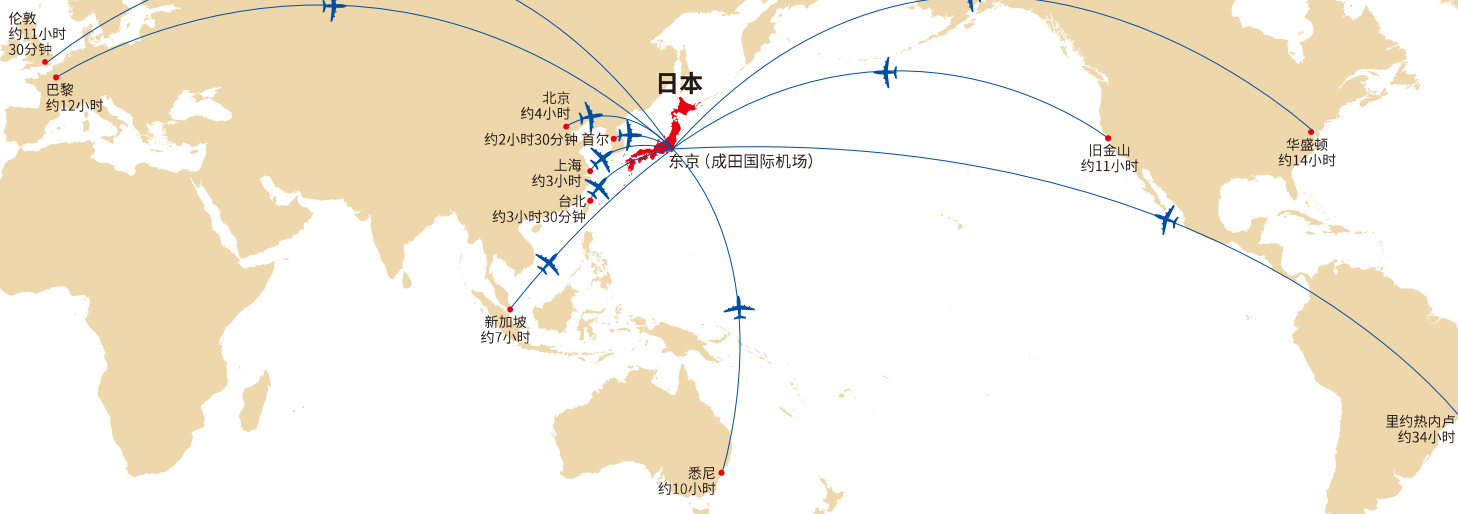 伦敦
约11小时
30分钟
巴黎
约12小时
日本
北京
约4小时
约2小时30分钟 首尔
上海
约3小时
台北
约3小时30分钟
东京（成田国际机场）
新加坡
约7小时
悉尼
约10小时
旧金山
约11小时
华盛顿
约14小时
里约热内卢
约34小时